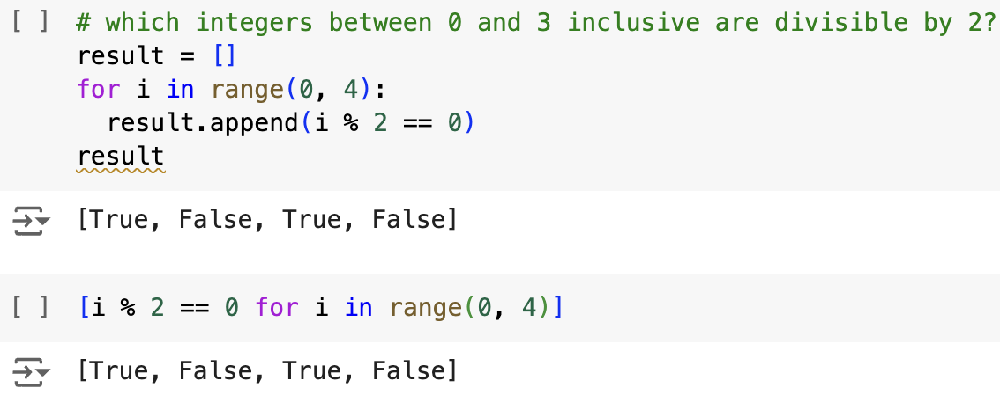 [ ] # which integers between 0 and 3 inclusive are divisible by 2?
result = []
for i in range(0, 4):
  result.append(i % 2 == 0)
result
[True, False, True, False]
[ ] [i % 2 == 0 for i in range(0, 4)]
[True, False, True, False]